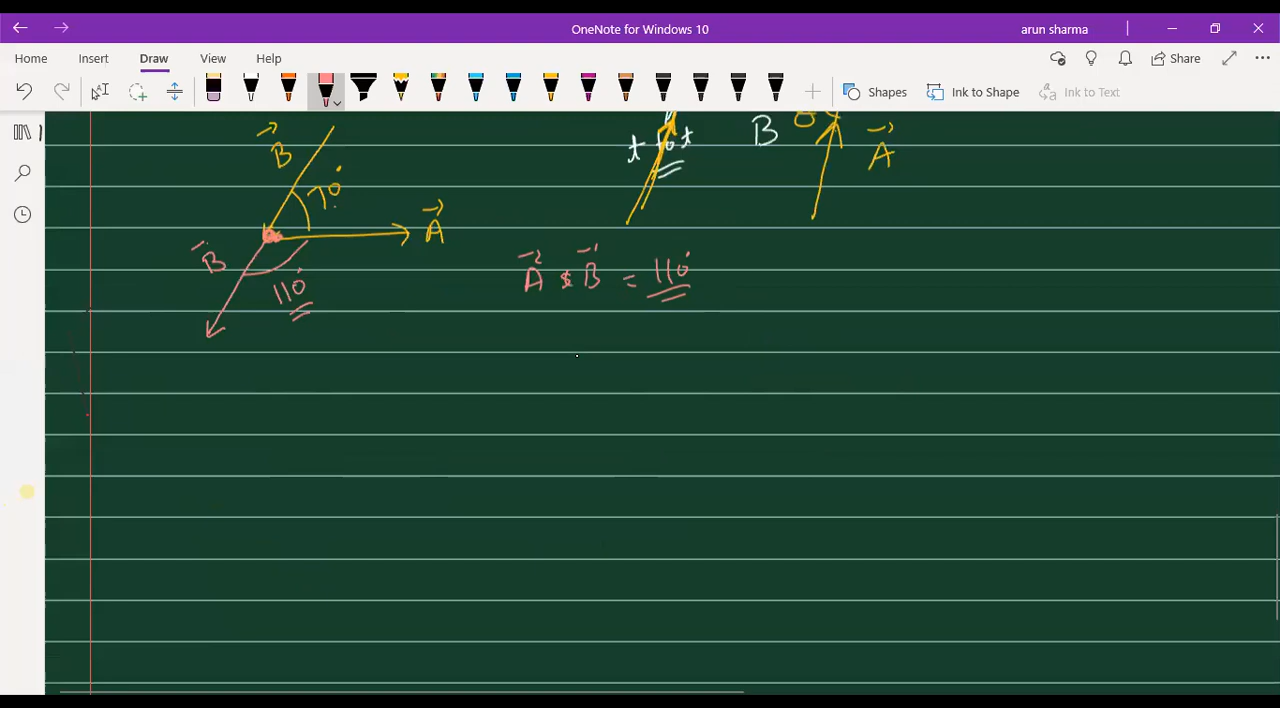 OneNote for Windows 10
arun sharma
Home Insert Draw View Help
Share
Shapes
Ink to Shape
Ink to Text
B
70°
A
B
110°
t to t
B
θ
A
A & B = 110°